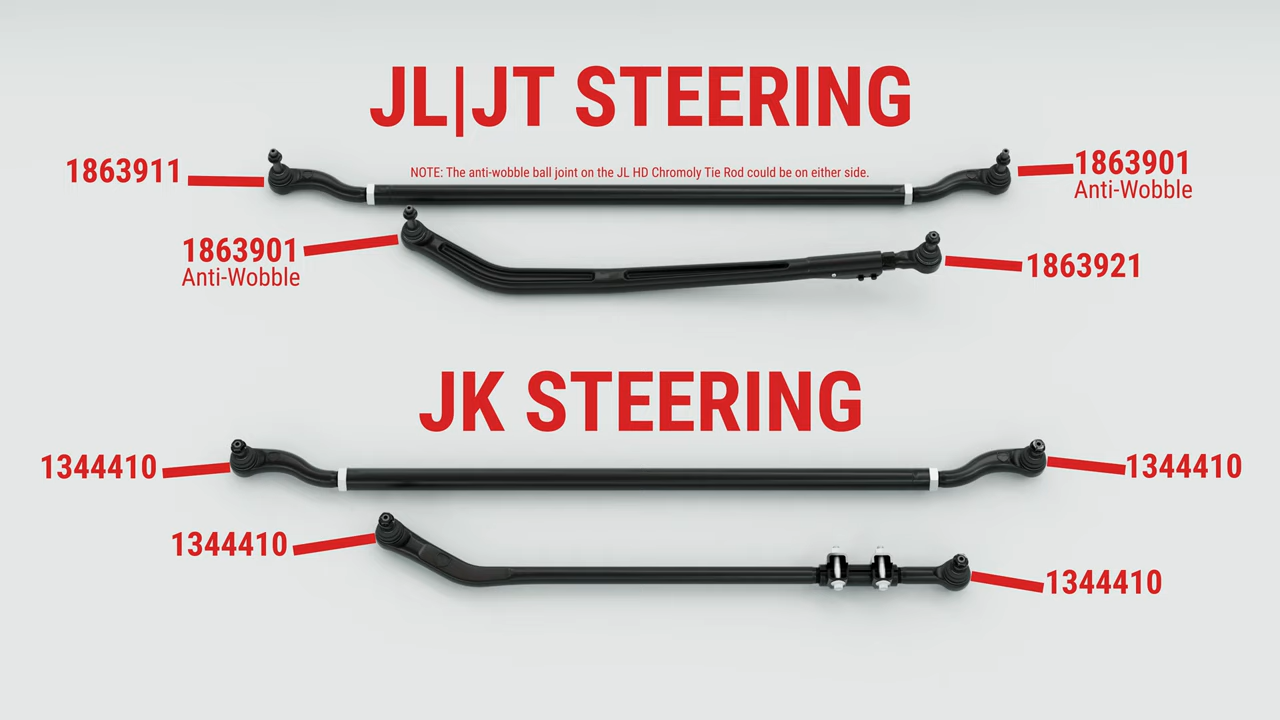 JL|JT STEERING
1863911
NOTE: The anti-wobble ball joint on the JL HD Chromoly Tie Rod could be on either side.
1863901
Anti-Wobble
1863901
Anti-Wobble
1863921
JK STEERING
1344410
1344410
1344410
1344410